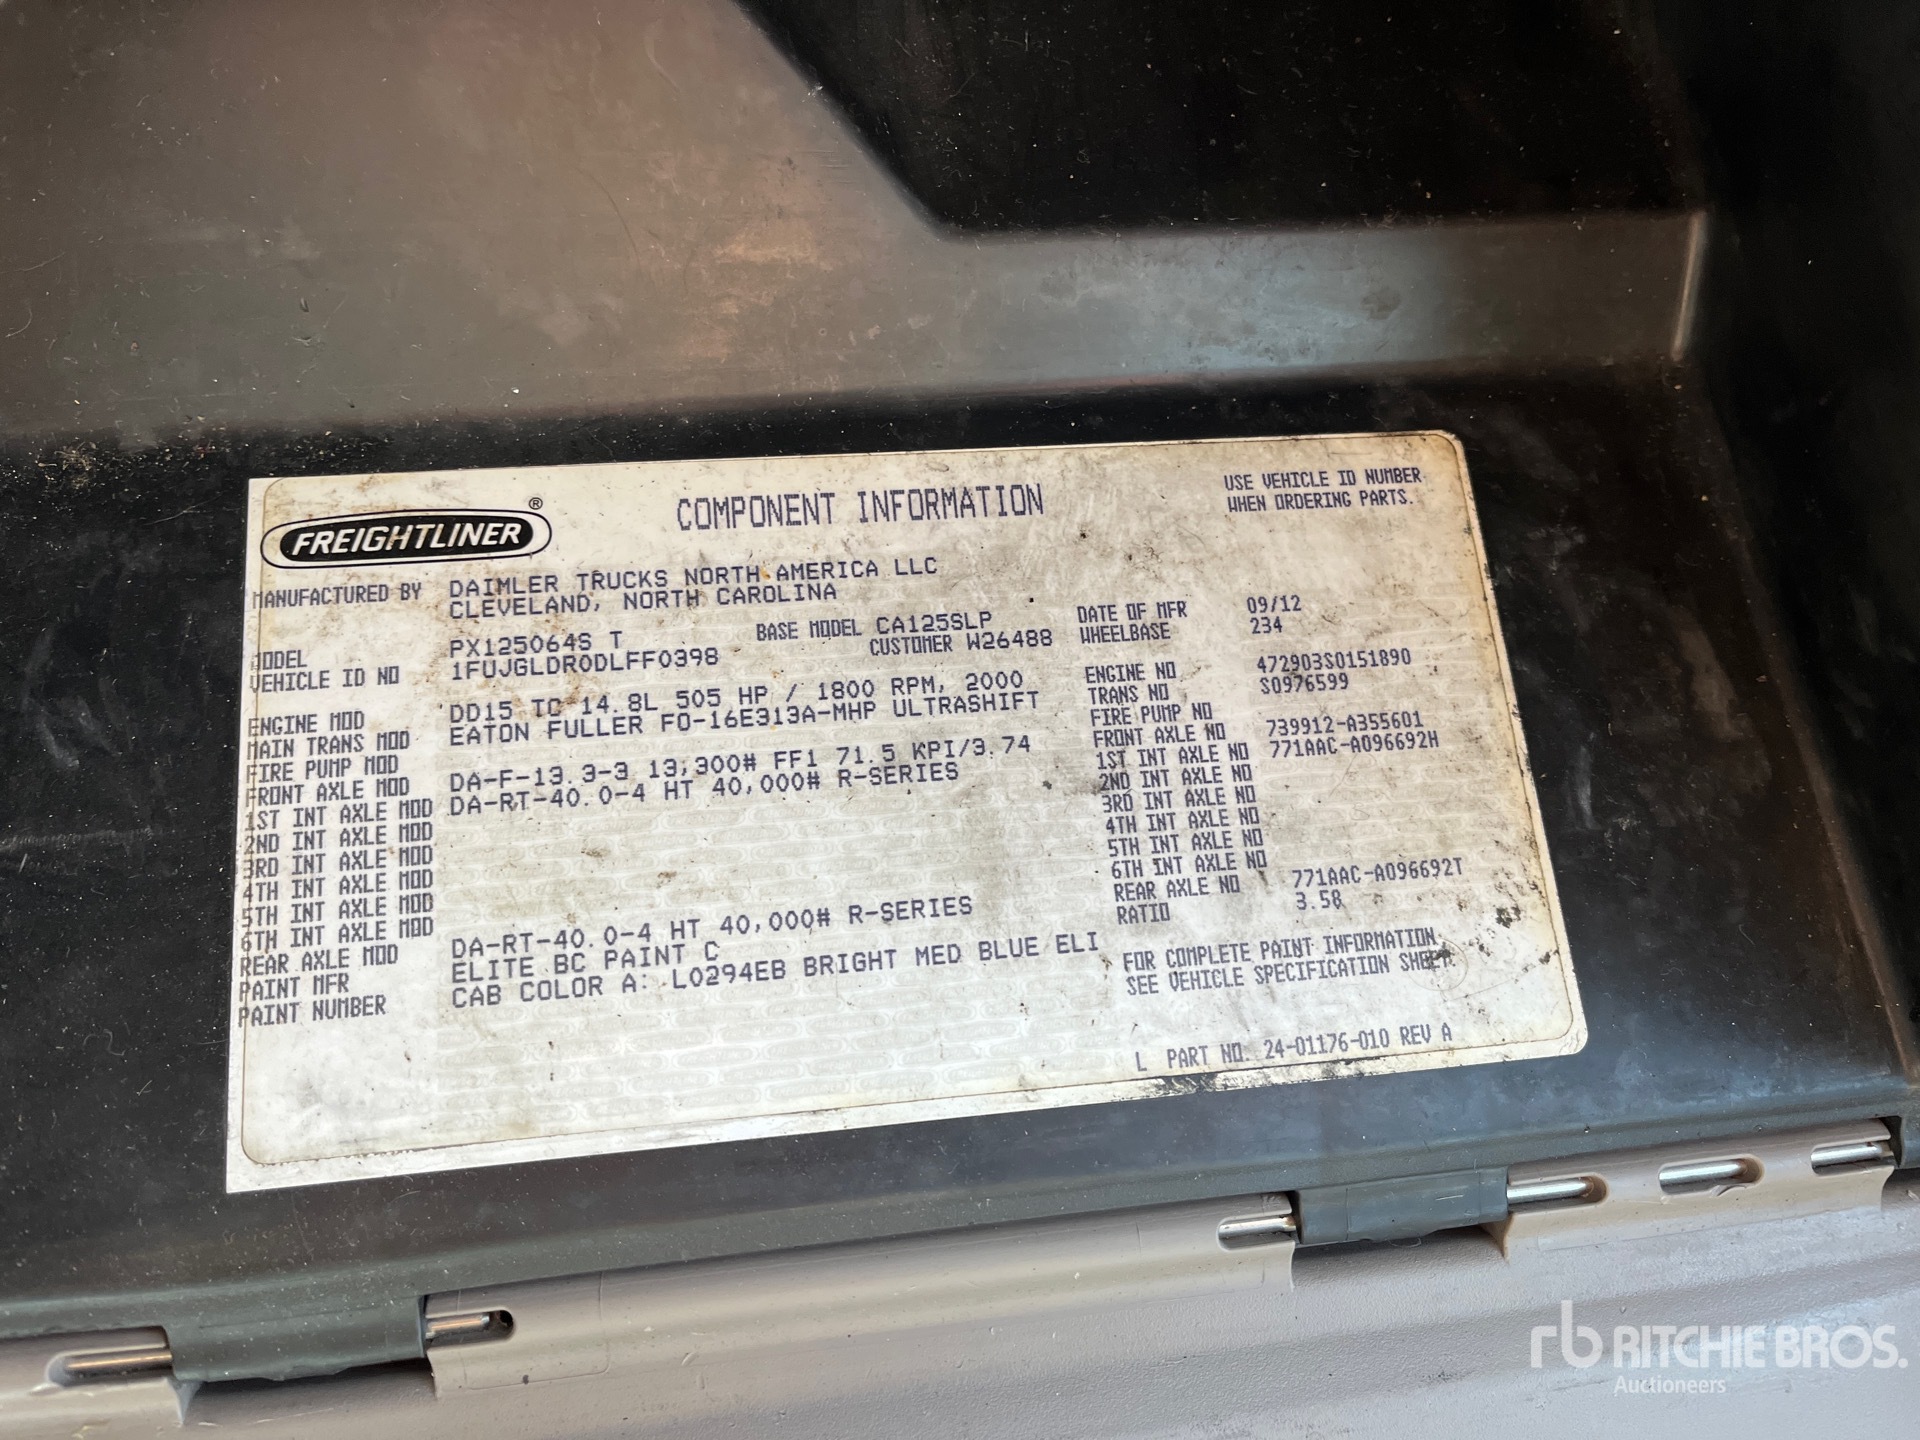 FREIGHTLINER®
COMPONENT INFORMATION
USE VEHICLE ID NUMBER
WHEN ORDERING PARTS.
MANUFACTURED BY DAIMLER TRUCKS NORTH AMERICA LLC
CLEVELAND, NORTH CAROLINA
DATE OF MFR 09/12
WHEELBASE 234
MODEL PX125064S T BASE MODEL CA125SLP
VEHICLE ID NO 1FUJGLDR0DLFF0398 CUSTOMER W26488
ENGINE MOD DD15 TC 14.8L 505 HP / 1800 RPM, 2000 ENGINE NO 472903S0151890
MAIN TRANS MOD EATON FULLER FO-16E313A-MHP ULTRASHIFT TRANS NO S0976599
FIRE PUMP MOD FIRE PUMP NO
FRONT AXLE MOD DA-F-13.3-3 13,300# FF1 71.5 KPI/3.74 FRONT AXLE NO 739912-A355601
1ST INT AXLE MOD DA-RT-40.0-4 HT 40,000# R-SERIES 1ST INT AXLE NO 771AAC-A096692H
2ND INT AXLE MOD 2ND INT AXLE NO
3RD INT AXLE MOD 3RD INT AXLE NO
4TH INT AXLE MOD 4TH INT AXLE NO
5TH INT AXLE MOD 5TH INT AXLE NO
6TH INT AXLE MOD 6TH INT AXLE NO
REAR AXLE MOD DA-RT-40.0-4 HT 40,000# R-SERIES REAR AXLE NO 771AAC-A096692T
RATIO 3.58
PAINT MFR ELITE BC PAINT C
PAINT NUMBER CAB COLOR A: L0294EB BRIGHT MED BLUE ELI
FOR COMPLETE PAINT INFORMATION
SEE VEHICLE SPECIFICATION SHEET.
L PART NO. 24-01176-010 REV A
rb RITCHIE BROS.
Auctioneers